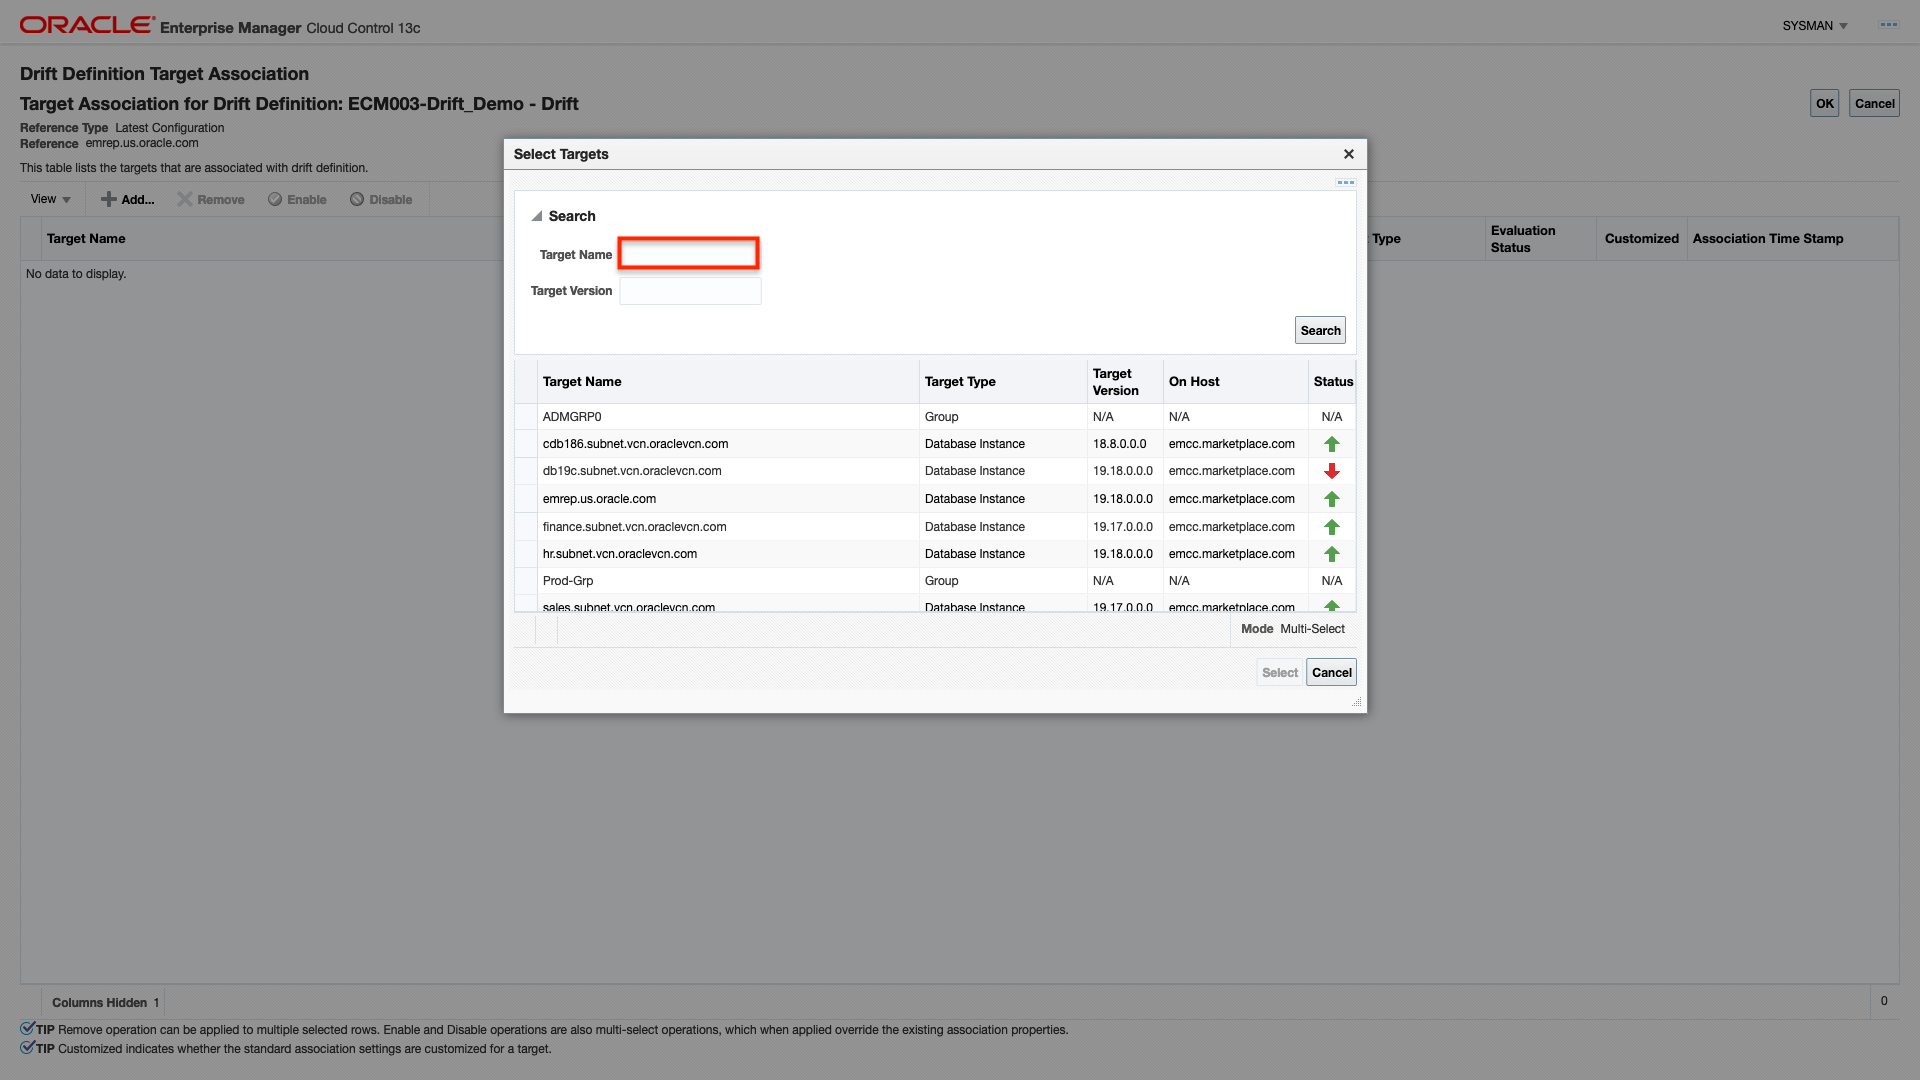 ORACLE Enterprise Manager Cloud Control 13c
SYSMAN
Drift Definition Target Association
Target Association for Drift Definition: ECM003-Drift_Demo - Drift
OK Cancel
Reference Type Latest Configuration
Reference emrep.us.oracle.com
This table lists the targets that are associated with drift definition.
View Add... Remove Enable Disable
Target Name Type Evaluation Status Customized Association Time Stamp
No data to display.
Select Targets
Search
Target Name
Target Version
Search
Target Name Target Type Target Version On Host Status
ADMGRP0 Group N/A N/A N/A
cdb186.subnet.vcn.oraclevcn.com Database Instance 18.8.0.0.0 emcc.marketplace.com
db19c.subnet.vcn.oraclevcn.com Database Instance 19.18.0.0.0 emcc.marketplace.com
emrep.us.oracle.com Database Instance 19.18.0.0.0 emcc.marketplace.com
finance.subnet.vcn.oraclevcn.com Database Instance 19.17.0.0.0 emcc.marketplace.com
hr.subnet.vcn.oraclevcn.com Database Instance 19.18.0.0.0 emcc.marketplace.com
Prod-Grp Group N/A N/A N/A
sales.subnet.vcn.oraclevcn.com Database Instance 19.17.0.0.0 emcc.marketplace.com
Mode Multi-Select
Select Cancel
Columns Hidden 1
0
TIP Remove operation can be applied to multiple selected rows. Enable and Disable operations are also multi-select operations, which when applied override the existing association properties.
TIP Customized indicates whether the standard association settings are customized for a target.